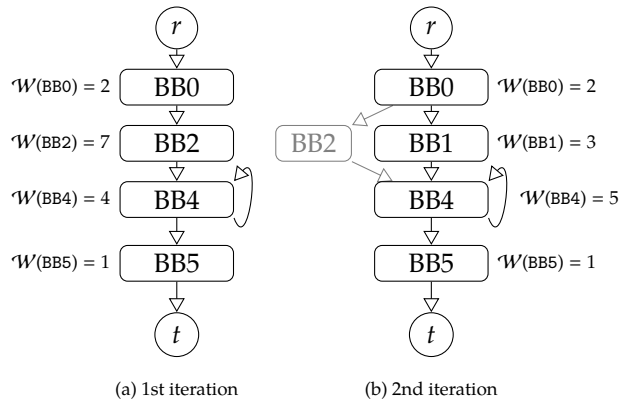 r
r
𝒲(BB0) = 2
BB0
BB0
𝒲(BB0) = 2
𝒲(BB2) = 7
BB2
BB2
BB1
𝒲(BB1) = 3
𝒲(BB4) = 4
BB4
BB4
𝒲(BB4) = 5
𝒲(BB5) = 1
BB5
BB5
𝒲(BB5) = 1
t
t
(a) 1st iteration
(b) 2nd iteration